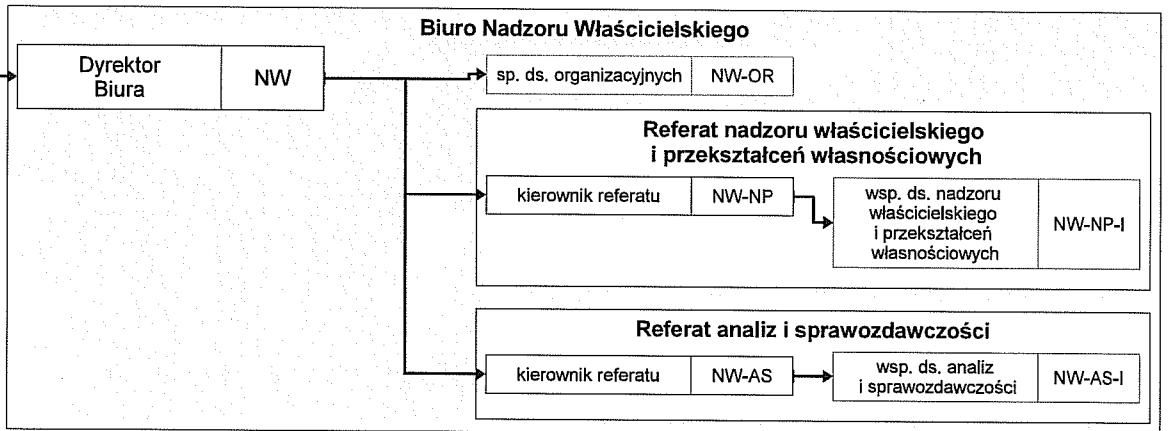 Biuro Nadzoru Właścicielskiego
Dyrektor
Biura
NW
sp. ds. organizacyjnych
NW-OR
Referat nadzoru właścicielskiego
i przekształceń własnościowych
kierownik referatu
NW-NP
wsp. ds. nadzoru
właścicielskiego
i przekształceń
własnościowych
NW-NP-I
Referat analiz i sprawozdawczości
kierownik referatu
NW-AS
wsp. ds. analiz
i sprawozdawczości
NW-AS-I